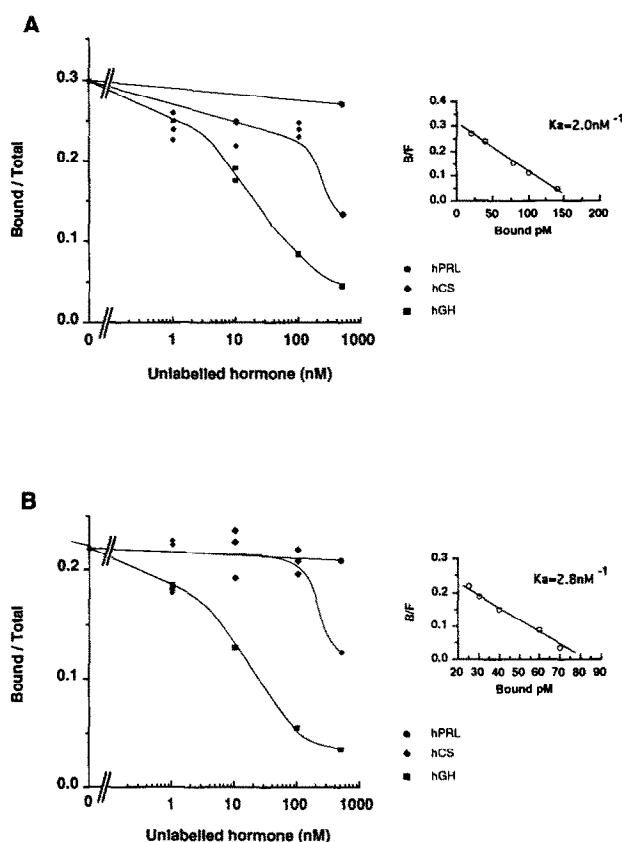 A
0.3
0.2
0.1
0.0
Bound / Total
0
1
10
100
1000
Unlabelled hormone (nM)
0.4
0.3
0.2
0.1
0.0
B/F
0
50
100
150
200
Bound pM
Ka=2.0nM⁻¹
hPRL
hCS
hGH
B
0.2
0.1
0.0
Bound / Total
0
1
10
100
1000
Unlabelled hormone (nM)
0.3
0.2
0.1
0.0
B/F
20
30
40
50
60
70
80
90
Bound pM
Ka=2.8nM⁻¹
hPRL
hCS
hGH